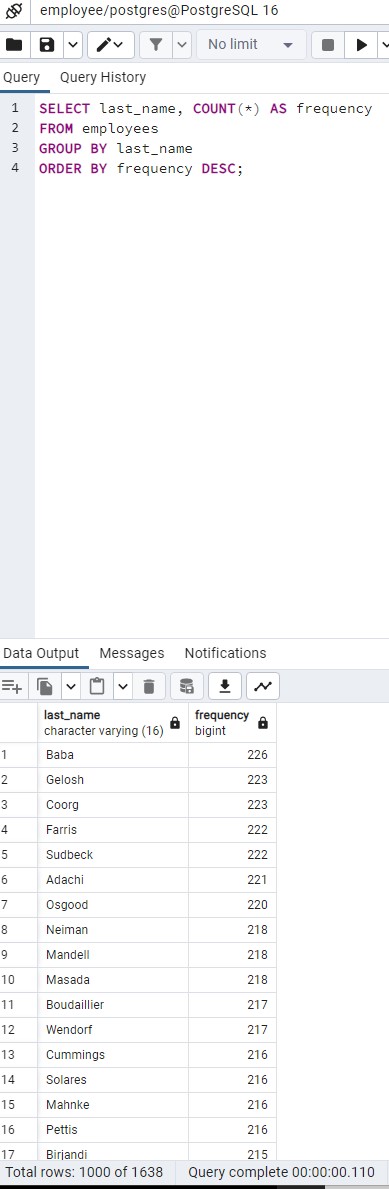 employee/postgres@PostgreSQL 16
No limit
Query Query History
1 SELECT last_name, COUNT(*) AS frequency
2 FROM employees
3 GROUP BY last_name
4 ORDER BY frequency DESC;
Data Output Messages Notifications
last_name frequency
character varying (16) bigint
1 Baba 226
2 Gelosh 223
3 Coorg 223
4 Farris 222
5 Sudbeck 222
6 Adachi 221
7 Osgood 220
8 Neiman 218
9 Mandell 218
10 Masada 218
11 Boudaillier 217
12 Wendorf 217
13 Cummings 216
14 Solares 216
15 Mahnke 216
16 Pettis 216
17 Birjandi 215
Total rows: 1000 of 1638 Query complete 00:00:00.110